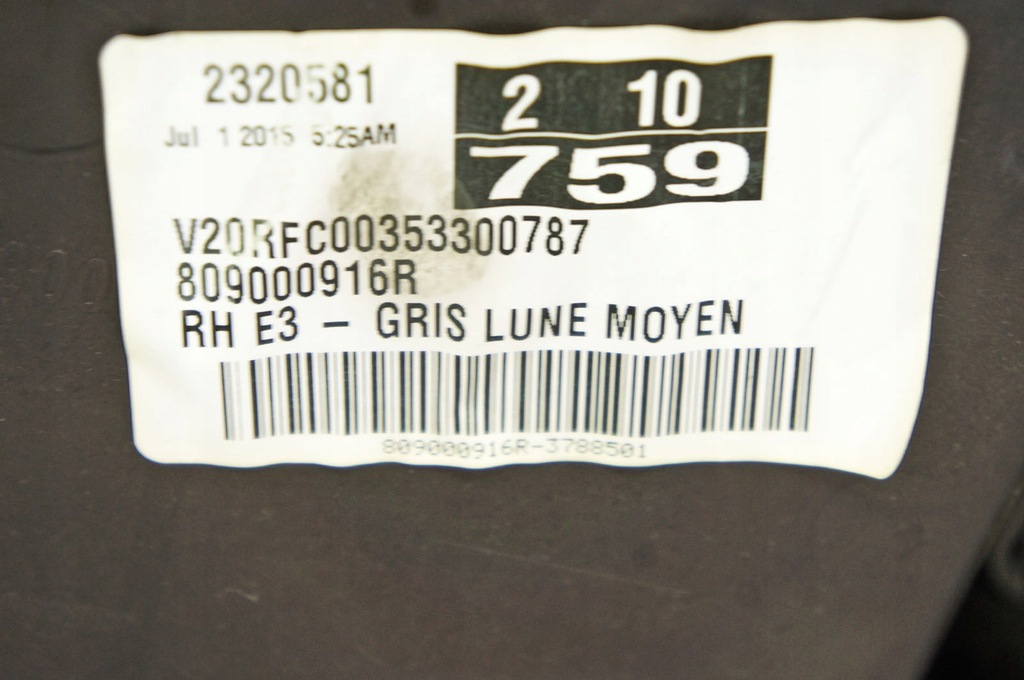 2320581
Jul 1 2015 5:25AM
2 10
759
V20RFC00353300787
809000916R
RH E3 - GRIS LUNE MOYEN
809000916R-3788501